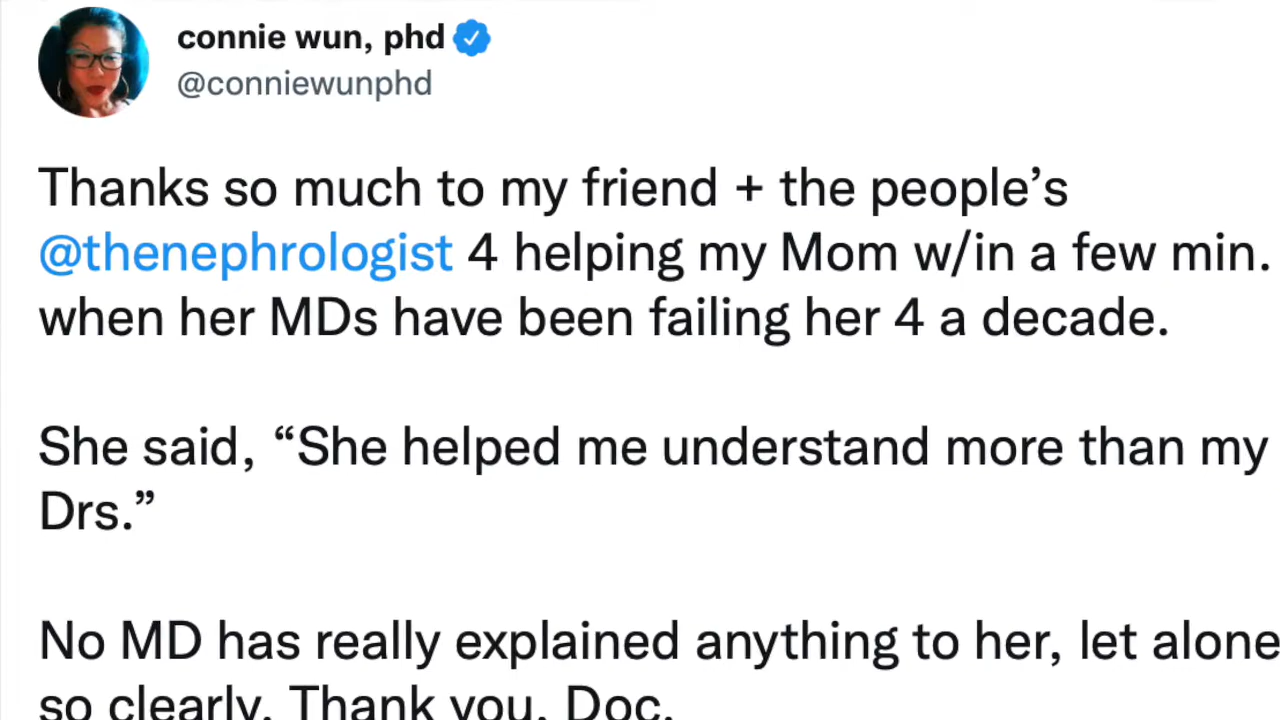 connie wun, phd
@conniewunphd
Thanks so much to my friend + the people’s
@thenephrologist 4 helping my Mom w/in a few min.
when her MDs have been failing her 4 a decade.
She said, “She helped me understand more than my
Drs.”
No MD has really explained anything to her, let alone
so clearly. Thank you, Doc.